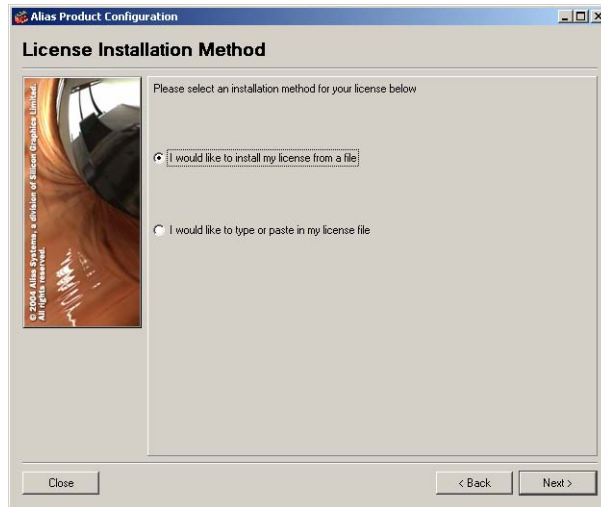 Alias Product Configuration
License Installation Method
Please select an installation method for your license below
I would like to install my license from a file
I would like to type or paste in my license file
© 2004 Alias Systems, a division of Silicon Graphics Limited.
All rights reserved.
Close
< Back
Next >